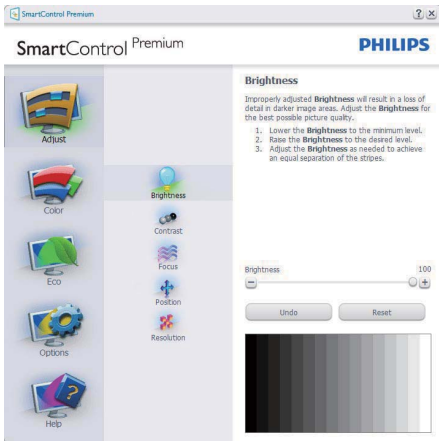 SmartControl Premium
? ×
SmartControl Premium
PHILIPS
Adjust
Color
Eco
Options
Help
Brightness
Contrast
Focus
Position
Resolution
Brightness
Improperly adjusted Brightness will result in a loss of
detail in darker image areas. Adjust the Brightness for
the best possible picture quality.
1. Lower the Brightness to the minimum level.
2. Raise the Brightness to the desired level.
3. Adjust the Brightness as needed to achieve
an equal separation of the stripes.
Brightness 100
Undo Reset